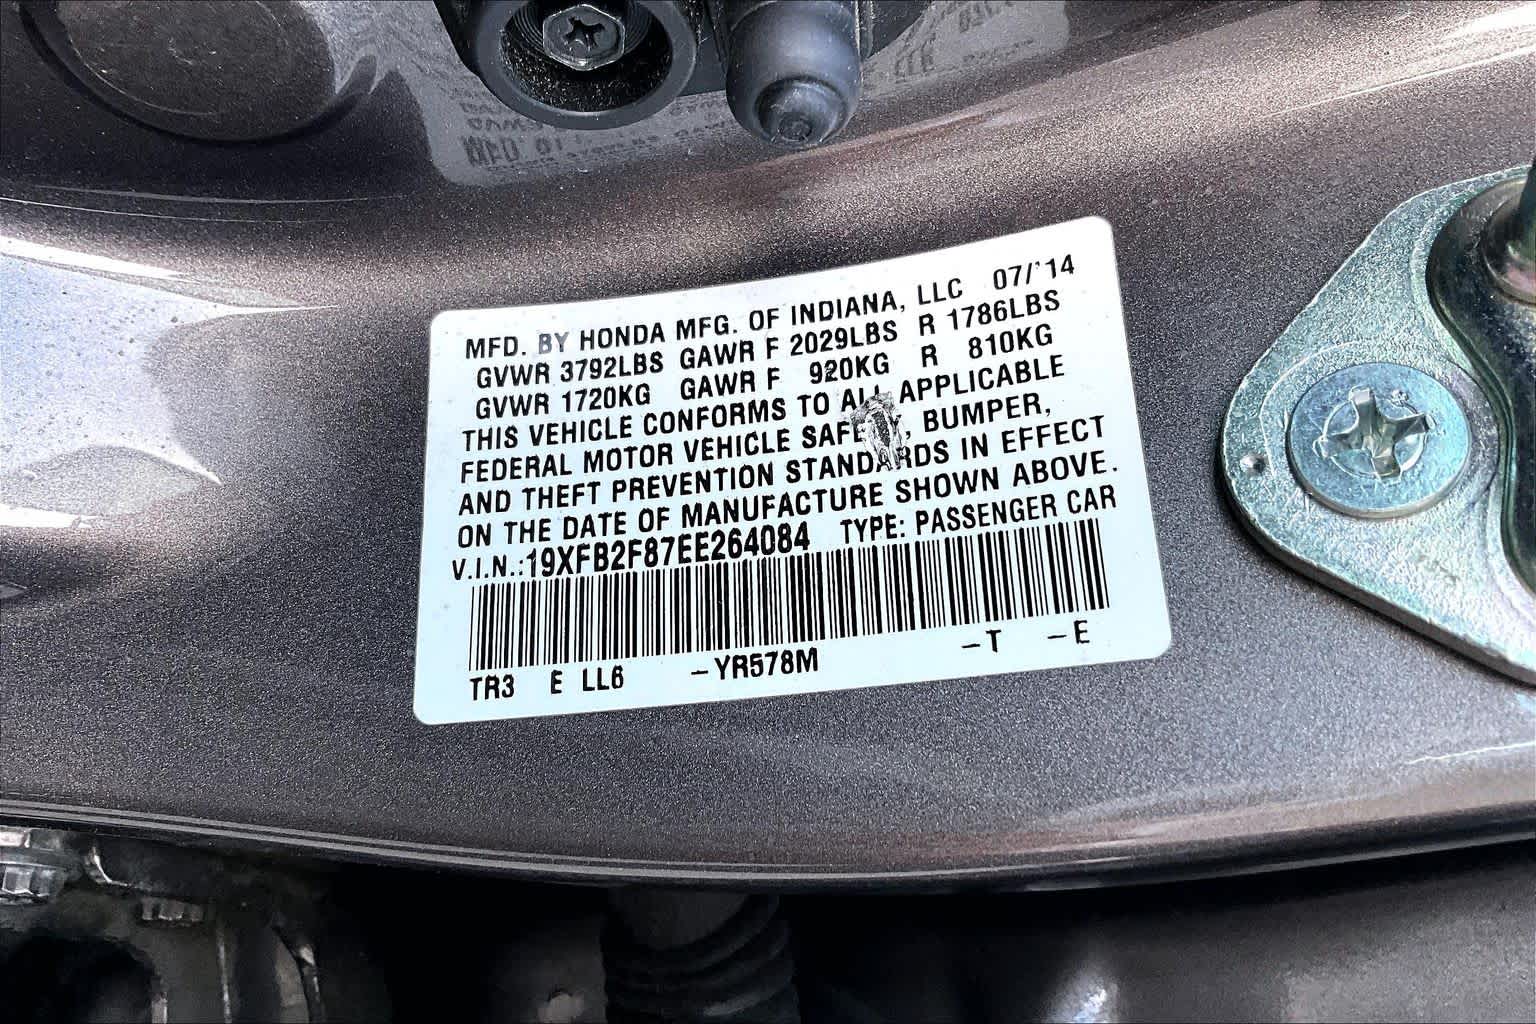 MFD. BY HONDA MFG. OF INDIANA, LLC 07/'14
GVWR 3792LBS GAWR F 2029LBS R 1786LBS
GVWR 1720KG GAWR F 920KG R 810KG
THIS VEHICLE CONFORMS TO ALL APPLICABLE
FEDERAL MOTOR VEHICLE BUMPER,
AND THEFT PREVENTION STANDARDS IN EFFECT
ON THE DATE OF MANUFACTURE SHOWN ABOVE.
V.I.N.:19XFB2F87EE264084 TYPE: PASSENGER CAR
TR3 E LL6 -YR578M -T -E